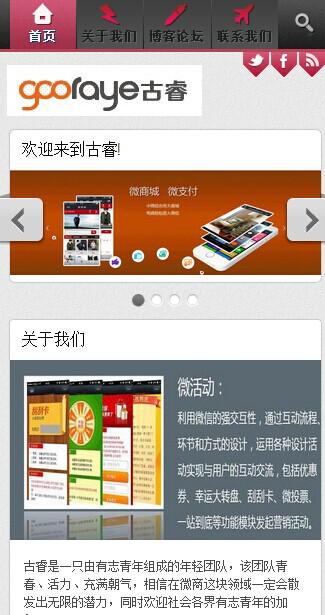 首页 关于我们 博客论坛 联系我们
gooraye古睿
欢迎来到古睿!
微商城 微支付
关于我们
刮刮卡
微活动：
利用微信的强交互性，通过互动流程、
环节和方式的设计，运用各种设计活
动实现与用户的互动交流，包括优惠
券、幸运大转盘、刮刮卡、微投票、
一站到底等功能模块发起营销活动。
古睿是一只由有志青年组成的年轻团队，该团队青
春、活力、充满朝气，相信在微商这块领域一定会散
发出无限的潜力，同时欢迎社会各界有志青年的加